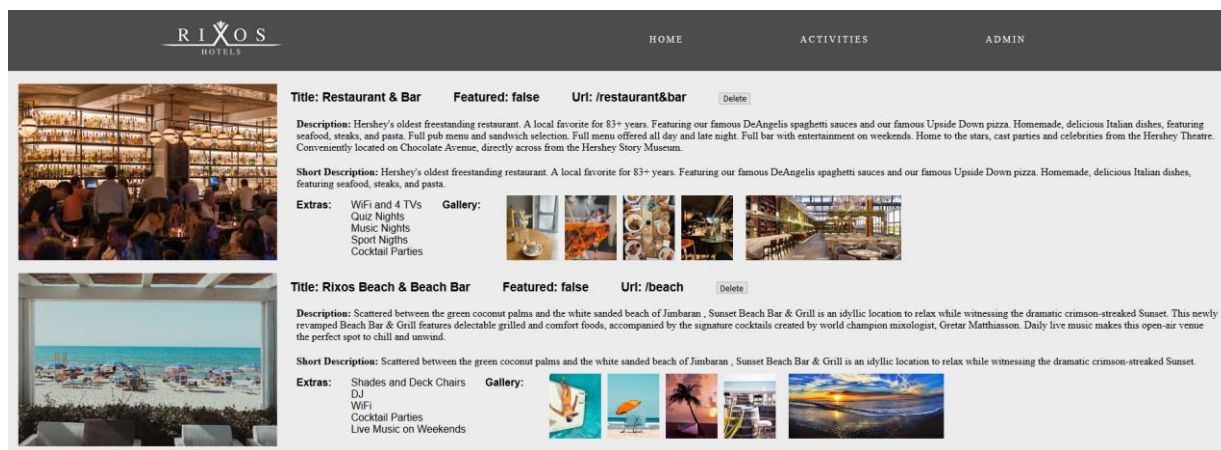 RIXOS
HOTELS
HOME
ACTIVITIES
ADMIN
Title: Restaurant & Bar Featured: false Url: /restaurant&bar Delete
Description: Hershey's oldest freestanding restaurant. A local favorite for 83+ years. Featuring our famous DeAngelis spaghetti sauces and our famous Upside Down pizza. Homemade, delicious Italian dishes, featuring
seafood, steaks, and pasta. Full pub menu and sandwich selection. Full menu offered all day and late night. Full bar with entertainment on weekends. Home to the stars, cast parties and celebrities from the Hershey Theatre.
Conveniently located on Chocolate Avenue, directly across from the Hershey Story Museum.
Short Description: Hershey's oldest freestanding restaurant. A local favorite for 83+ years. Featuring our famous DeAngelis spaghetti sauces and our famous Upside Down pizza. Homemade, delicious Italian dishes,
featuring seafood, steaks, and pasta.
Extras: WiFi and 4 TVs Gallery:
Quiz Nights
Music Nights
Sport Nigths
Cocktail Parties
Title: Rixos Beach & Beach Bar Featured: false Url: /beach Delete
Description: Scattered between the green coconut palms and the white sanded beach of Jimbaran , Sunset Beach Bar & Grill is an idyllic location to relax while witnessing the dramatic crimson-streaked Sunset. This newly
revamped Beach Bar & Grill features delectable grilled and comfort foods, accompanied by the signature cocktails created by world champion mixologist, Gretar Matthiasson. Daily live music makes this open-air venue
the perfect spot to chill and unwind.
Short Description: Scattered between the green coconut palms and the white sanded beach of Jimbaran , Sunset Beach Bar & Grill is an idyllic location to relax while witnessing the dramatic crimson-streaked Sunset.
Extras: Shades and Deck Chairs Gallery:
DJ
WiFi
Cocktail Parties
Live Music on Weekends